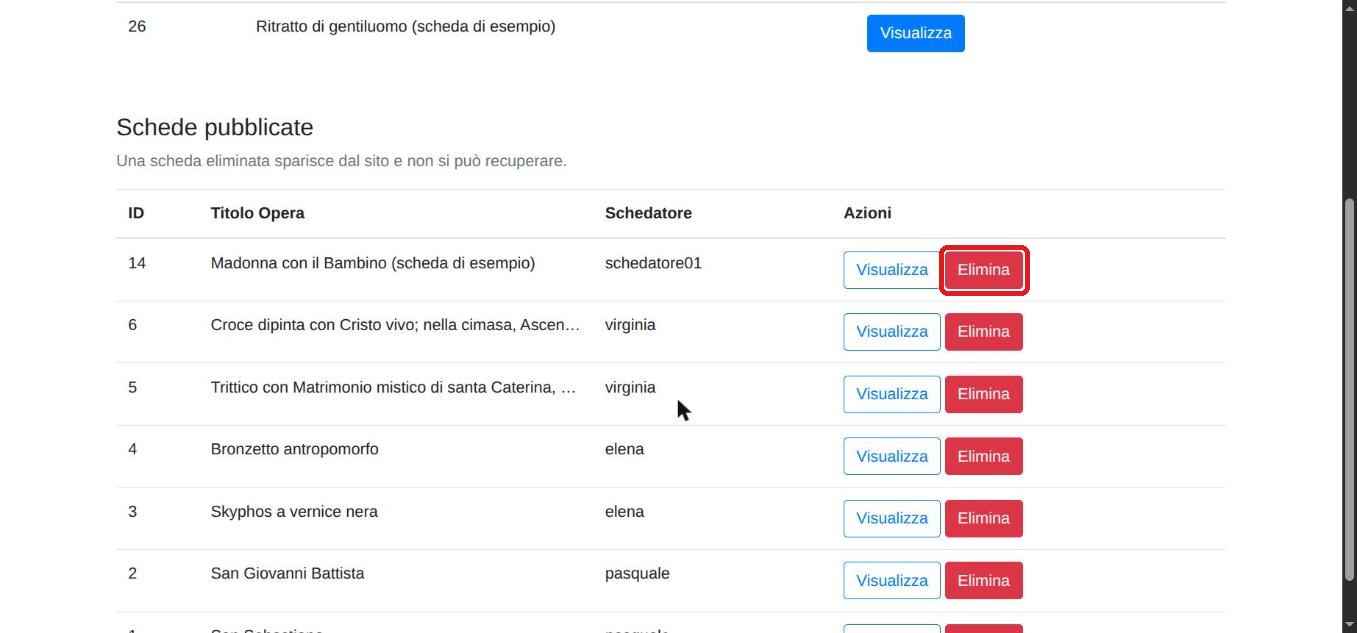 26 Ritratto di gentiluomo (scheda di esempio) Visualizza
Schede pubblicate
Una scheda eliminata sparisce dal sito e non si può recuperare.
ID Titolo Opera Schedatore Azioni
14 Madonna con il Bambino (scheda di esempio) schedatore01 Visualizza Elimina
6 Croce dipinta con Cristo vivo; nella cimasa, Ascen… virginia Visualizza Elimina
5 Trittico con Matrimonio mistico di santa Caterina, … virginia Visualizza Elimina
4 Bronzetto antropomorfo elena Visualizza Elimina
3 Skyphos a vernice nera elena Visualizza Elimina
2 San Giovanni Battista pasquale Visualizza Elimina